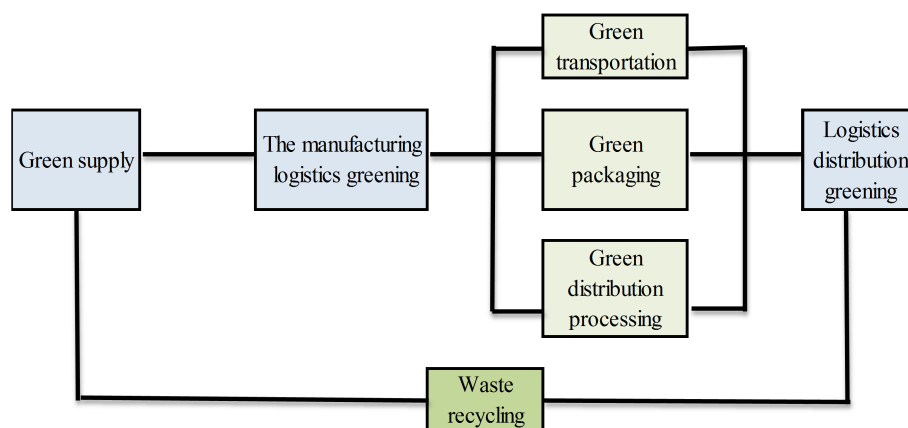 Green
transportation
Green supply
The manufacturing
logistics greening
Green
packaging
Logistics
distribution
greening
Green
distribution
processing
Waste
recycling